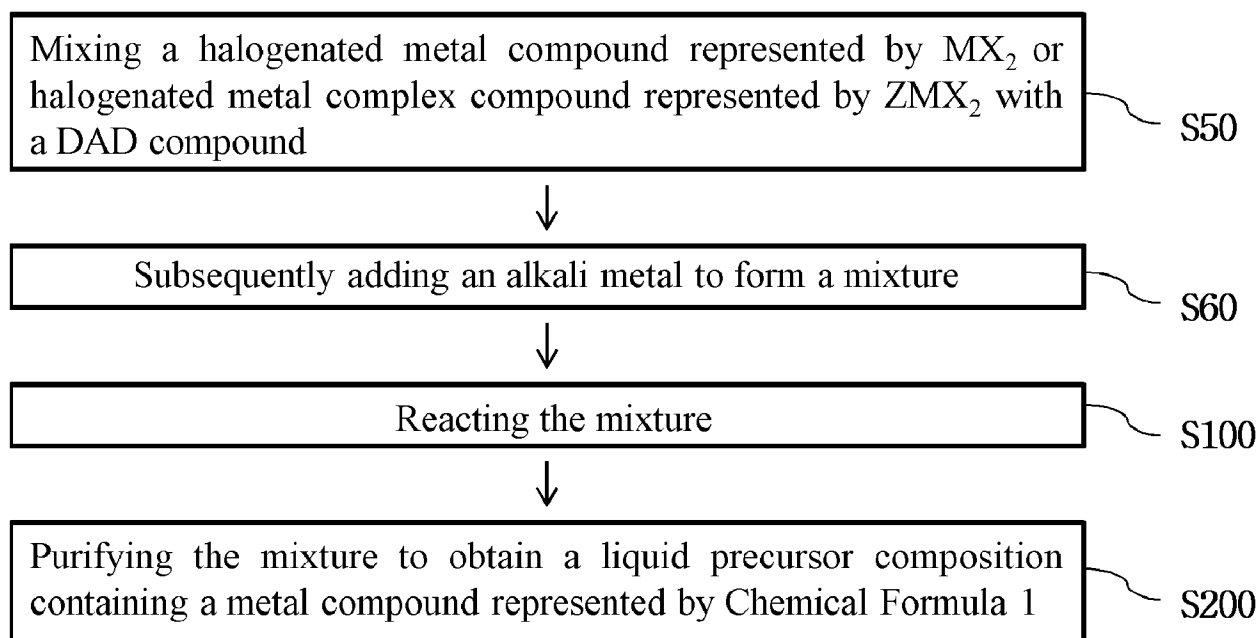 Mixing a halogenated metal compound represented by MX₂ or
halogenated metal complex compound represented by ZMX₂ with
a DAD compound
S50
Subsequently adding an alkali metal to form a mixture
S60
Reacting the mixture
S100
Purifying the mixture to obtain a liquid precursor composition
containing a metal compound represented by Chemical Formula 1
S200